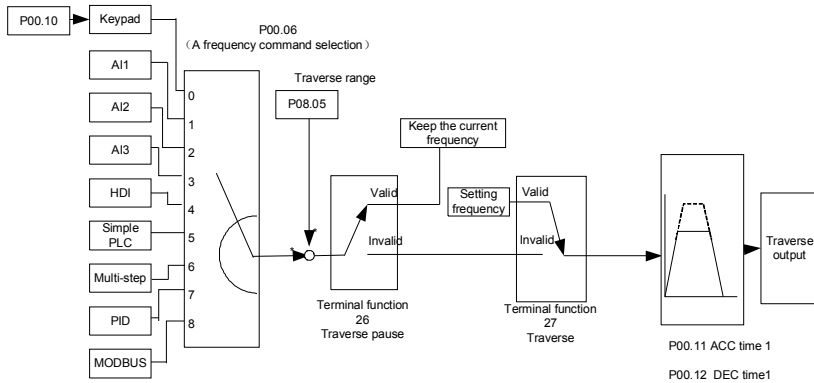 P00.10
Keypad
P00.06
（A frequency command selection）
AI1
AI2
AI3
HDI
Simple
PLC
Multi-step
PID
MODBUS
0
1
2
3
4
5
6
7
8
Traverse range
P08.05
*
*
Keep the current
frequency
Valid
Invalid
Terminal function
26
Traverse pause
Setting
frequency
Valid
Invalid
Terminal function
27
Traverse
P00.11 ACC time 1
P00.12 DEC time1
Traverse
output